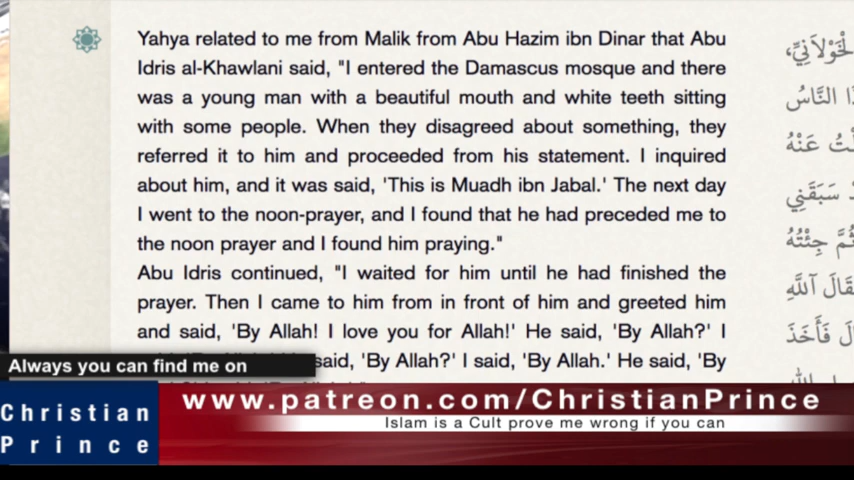 Yahya related to me from Malik from Abu Hazim ibn Dinar that Abu
Idris al-Khawlani said, "I entered the Damascus mosque and there
was a young man with a beautiful mouth and white teeth sitting
with some people. When they disagreed about something, they
referred it to him and proceeded from his statement. I inquired
about him, and it was said, 'This is Muadh ibn Jabal.' The next day
I went to the noon-prayer, and I found that he had preceded me to
the noon prayer and I found him praying."
Abu Idris continued, "I waited for him until he had finished the
prayer. Then I came to him from in front of him and greeted him
and said, 'By Allah! I love you for Allah!' He said, 'By Allah?' I
said, 'By Allah?' I said, 'By Allah.' He said, 'By
ذَا النَّاسُ
عَنْهُ
سَبَقَنِي
ثُمَّ جِئْتُهُ
آللَّهِ
فَأَخَذَ
Always you can find me on
Christian
Prince
www.patreon.com/ChristianPrince
Islam is a Cult prove me wrong if you can